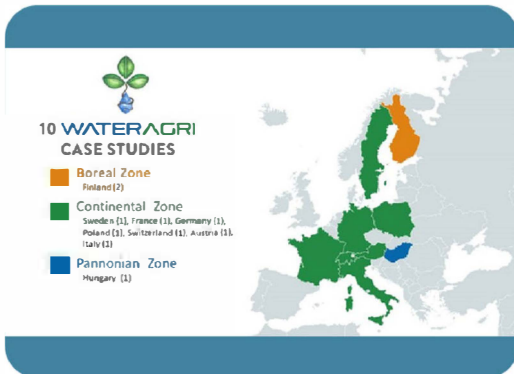 10 WATERAGRI
CASE STUDIES
Boreal Zone
Finland (2)
Continental Zone
Sweden (1), France (1), Germany (1),
Poland (1), Switzerland (1), Austria (1),
Italy (1)
Pannonian Zone
Hungary (1)